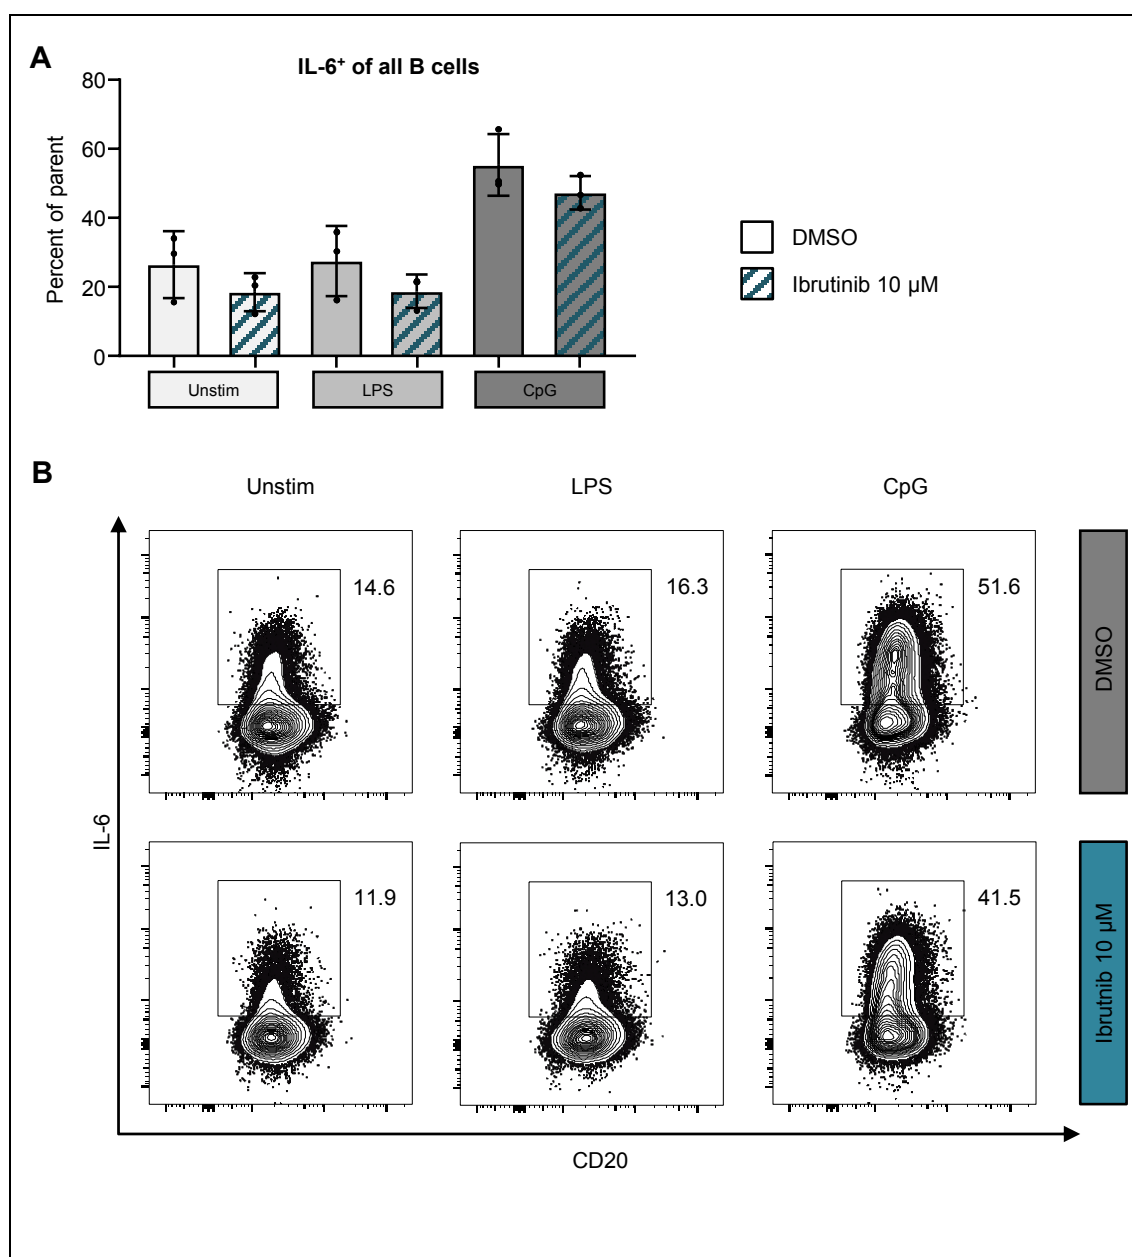 A
IL-6⁺ of all B cells
Percent of parent
80
60
40
20
0
Unstim
LPS
CpG
DMSO
Ibrutinib 10 µM
B
Unstim
LPS
CpG
14.6
16.3
51.6
DMSO
11.9
13.0
41.5
Ibrutnib 10 µM
IL-6
CD20